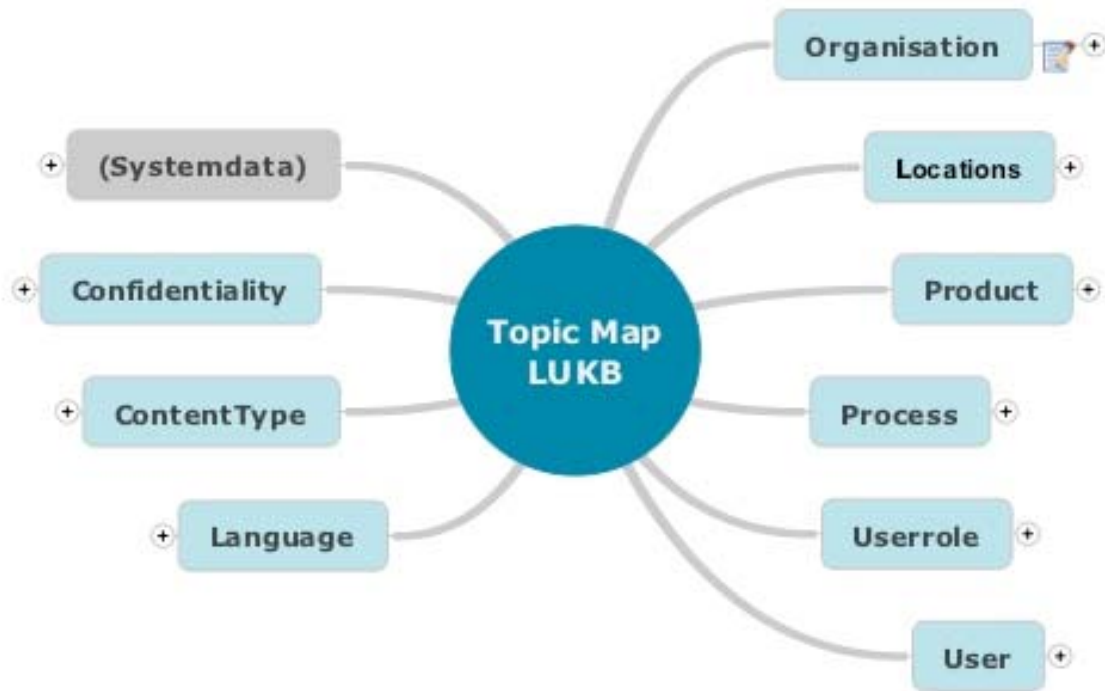 Organisation
(Systemdata)
Locations
Confidentiality
Product
Topic Map
LUKB
ContentType
Process
Language
Userrole
User